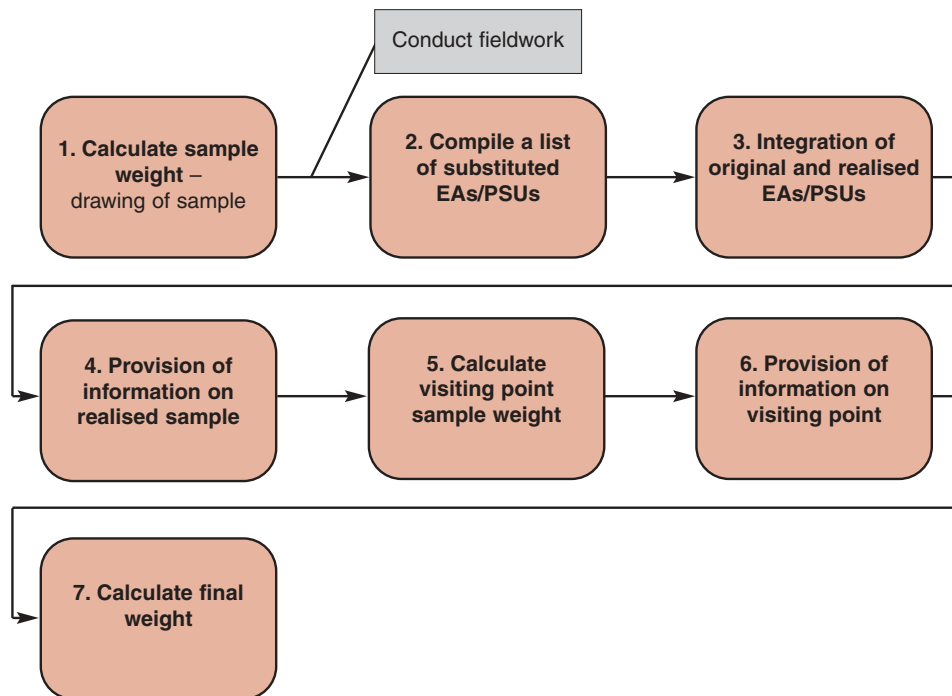 Conduct fieldwork
1. Calculate sample
weight –
drawing of sample
2. Compile a list
of substituted
EAs/PSUs
3. Integration of
original and realised
EAs/PSUs
4. Provision of
information on
realised sample
5. Calculate
visiting point
sample weight
6. Provision of
information on
visiting point
7. Calculate final
weight